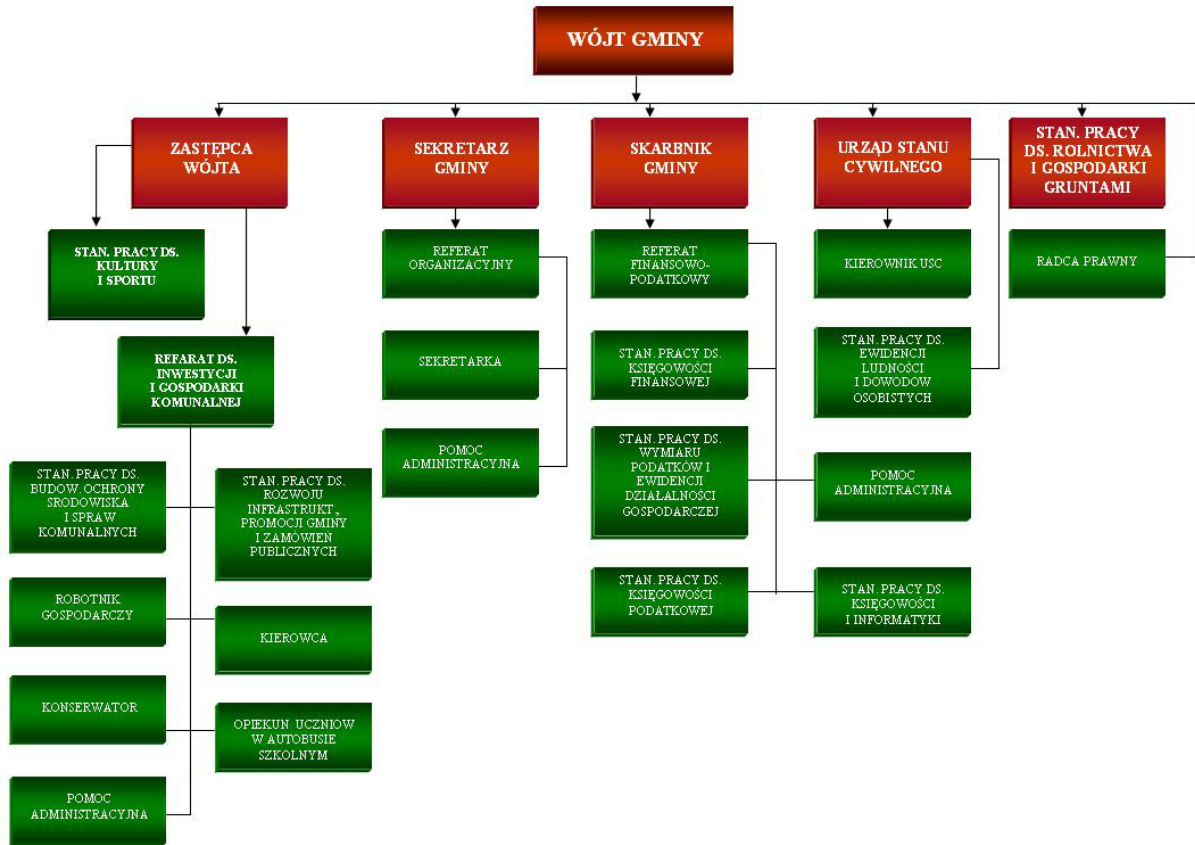 WÓJT GMINY
ZASTĘPCA
WÓJTA
SEKRETARZ
GMINY
SKARBNIK
GMINY
URZĄD STANU
CYWILNEGO
STAN. PRACY
DS. ROLNICTWA
I GOSPODARKI
GRUNTAMI
STAN. PRACY DS.
KULTURY
I SPORTU
REFERAT
ORGANIZACYJNY
REFERAT
FINANSOWO-
PODATKOWY
KIEROWNIK USC
RADCA PRAWNY
REFARAT DS.
INWESTYCJI
I GOSPODARKI
KOMUNALNEJ
SEKRETARKA
STAN. PRACY DS.
KSIĘGOWOŚCI
FINANSOWEJ
STAN. PRACY DS.
EWIDENCJI
LUDNOŚCI
I DOWODOW
OSOBISTYCH
POMOC
ADMINISTRACYJNA
STAN. PRACY DS.
WYMIARU
PODATKÓW I
EWIDENCJI
DZIAŁALNOŚCI
GOSPODARCZEJ
POMOC
ADMINISTRACYJNA
STAN. PRACY DS.
BUDOW. OCHRONY
SRODOWISKA
I SPRAW
KOMUNALNYCH
STAN. PRACY DS.
ROZWOJU
INFRASTRUKT.,
PROMOCJI GMINY
I ZAMÓWIEŃ
PUBLICZNYCH
STAN. PRACY DS.
KSIĘGOWOŚCI
PODATKOWEJ
STAN. PRACY DS.
KSIĘGOWOŚCI
I INFORMATYKI
ROBOTNIK
GOSPODARCZY
KIEROWCA
KONSERWATOR
OPIEKUN UCZNIOW
W AUTOBUSIE
SZKOLNYM
POMOC
ADMINISTRACYJNA